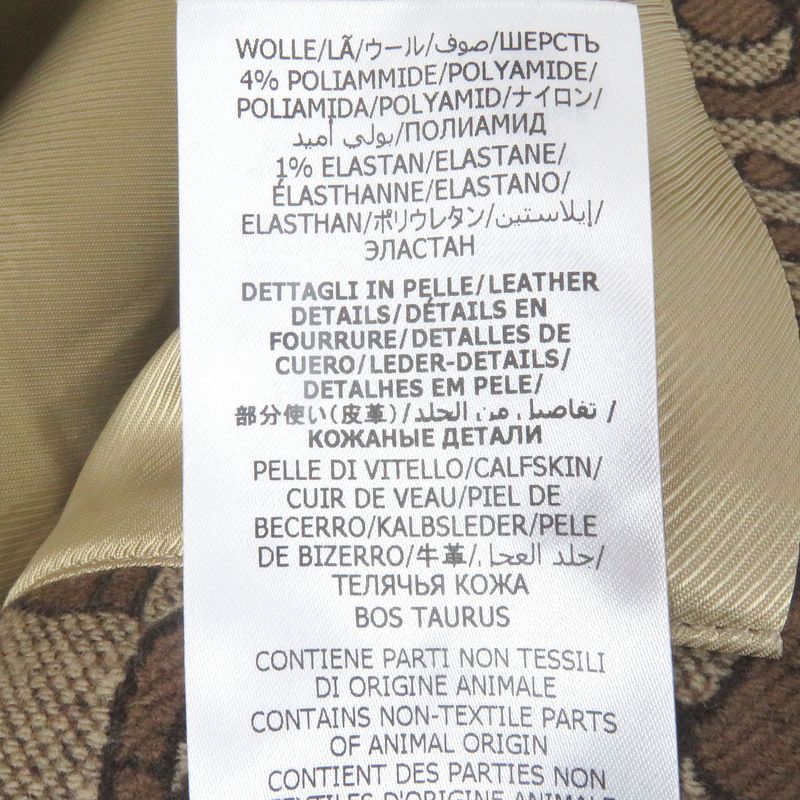 WOLLE/LÃ/ウール/صوف/ШЕРСТЬ
4% POLIAMMIDE/POLYAMIDE/
POLIAMIDA/POLYAMID/ナイロン/
بولي أميد/ПОЛИАМИД
1% ELASTAN/ELASTANE/
ÉLASTHANNE/ELASTANO/
ELASTHAN/ポリウレタン/إيلاستين/
ЭЛАСТАН
DETTAGLI IN PELLE/LEATHER
DETAILS/DÉTAILS EN
FOURRURE/DETALLES DE
CUERO/LEDER-DETAILS/
DETALHES EM PELE/
部分使い(皮革)/تفاصيل من الجلد/
КОЖАНЫЕ ДЕТАЛИ
PELLE DI VITELLO/CALFSKIN/
CUIR DE VEAU/PIEL DE
BECERRO/KALBSLEDER/PELE
DE BIZERRO/牛革/جلد العجل/
ТЕЛЯЧЬЯ КОЖА
BOS TAURUS
CONTIENE PARTI NON TESSILI
DI ORIGINE ANIMALE
CONTAINS NON-TEXTILE PARTS
OF ANIMAL ORIGIN
CONTIENT DES PARTIES NON
TEXTILES D'ORIGINE ANIMALE